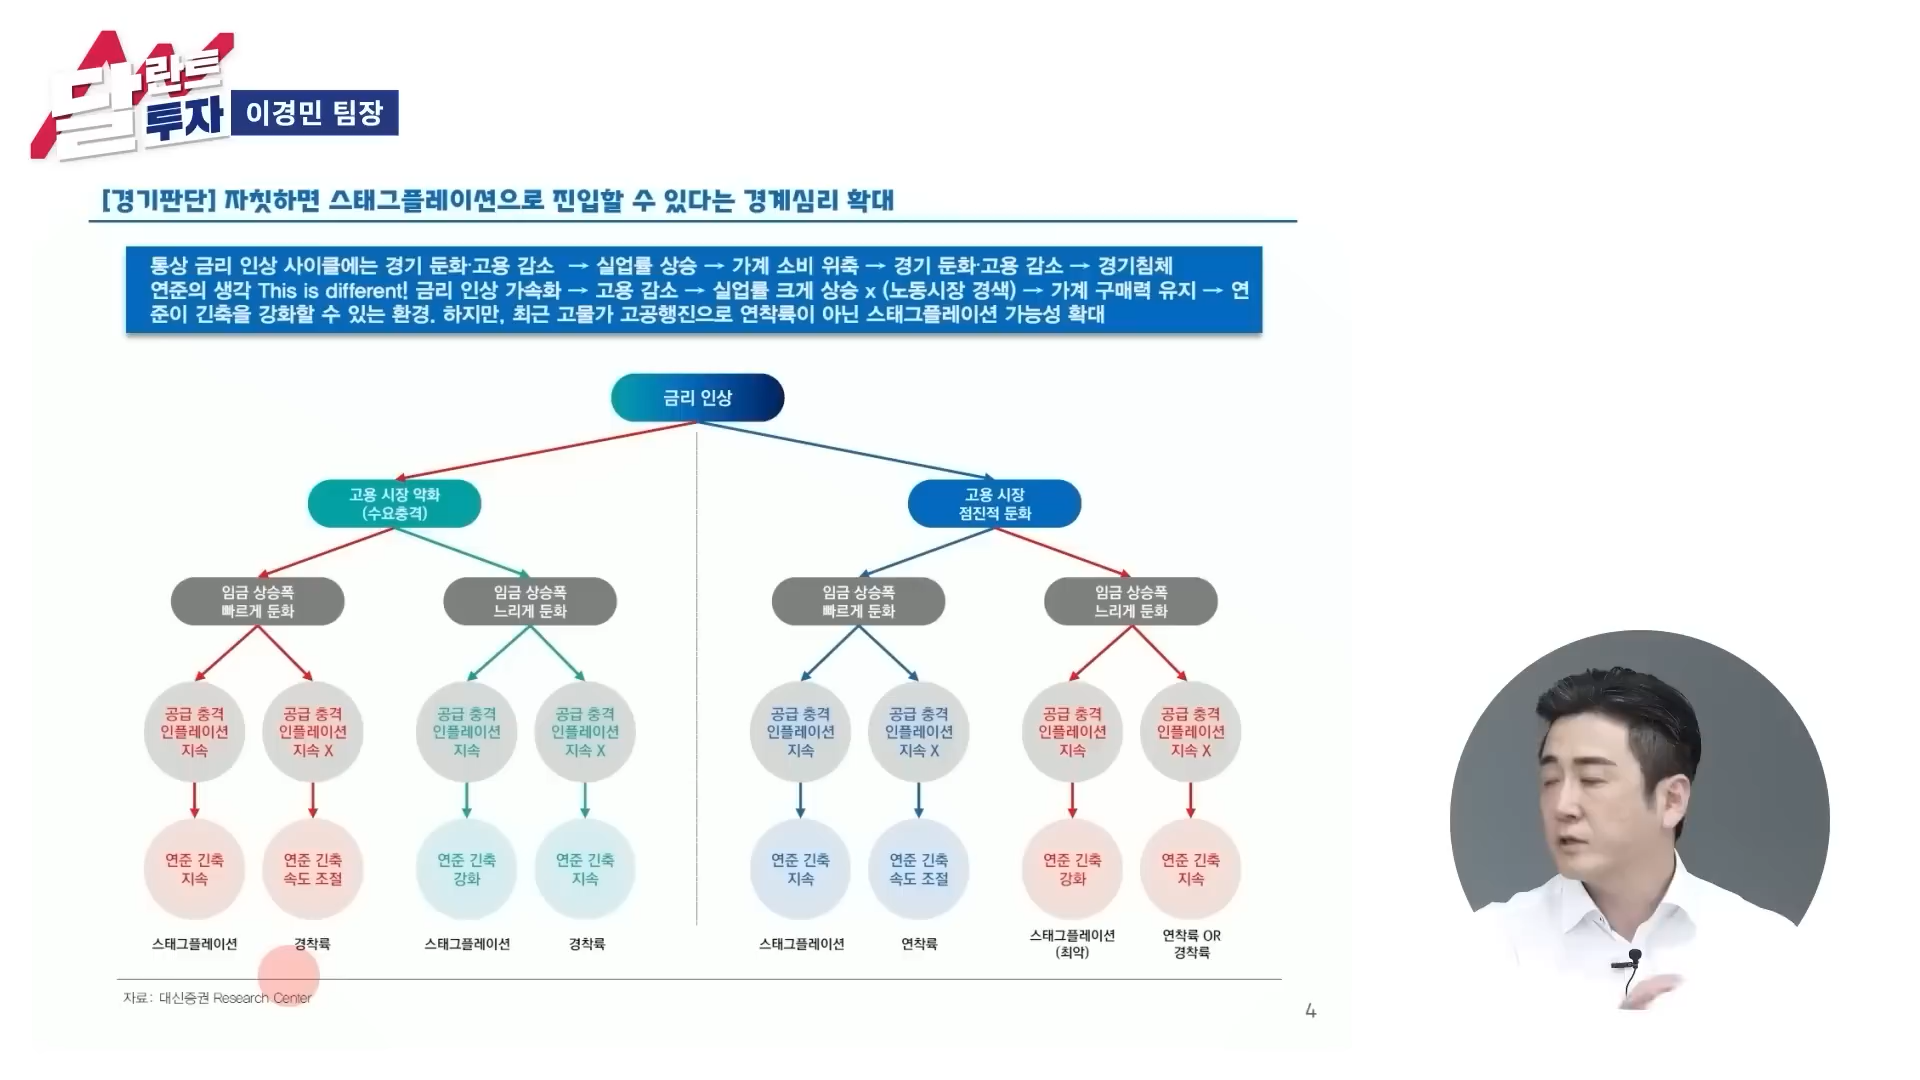 달란트
투자
이경민 팀장
[경기판단] 자칫하면 스태그플레이션으로 진입할 수 있다는 경계심리 확대
통상 금리 인상 사이클에는 경기 둔화·고용 감소 → 실업률 상승 → 가계 소비 위축 → 경기 둔화·고용 감소 → 경기침체
연준의 생각 This is different! 금리 인상 가속화 → 고용 감소 → 실업률 크게 상승 x (노동시장 경색) → 가계 구매력 유지 → 연
준이 긴축을 강화할 수 있는 환경. 하지만, 최근 고물가 고공행진으로 연착륙이 아닌 스태그플레이션 가능성 확대
금리 인상
고용 시장 악화
(수요충격)
고용 시장
점진적 둔화
임금 상승폭
빠르게 둔화
임금 상승폭
느리게 둔화
임금 상승폭
빠르게 둔화
임금 상승폭
느리게 둔화
공급 충격
인플레이션
지속
공급 충격
인플레이션
지속 X
공급 충격
인플레이션
지속
공급 충격
인플레이션
지속 X
공급 충격
인플레이션
지속
공급 충격
인플레이션
지속 X
공급 충격
인플레이션
지속
공급 충격
인플레이션
지속 X
연준 긴축
지속
연준 긴축
속도 조절
연준 긴축
강화
연준 긴축
지속
연준 긴축
지속
연준 긴축
속도 조절
연준 긴축
강화
연준 긴축
지속
스태그플레이션
경착륙
스태그플레이션
경착륙
스태그플레이션
연착륙
스태그플레이션
(최악)
연착륙 OR
경착륙
자료: 대신증권 Research Center
4